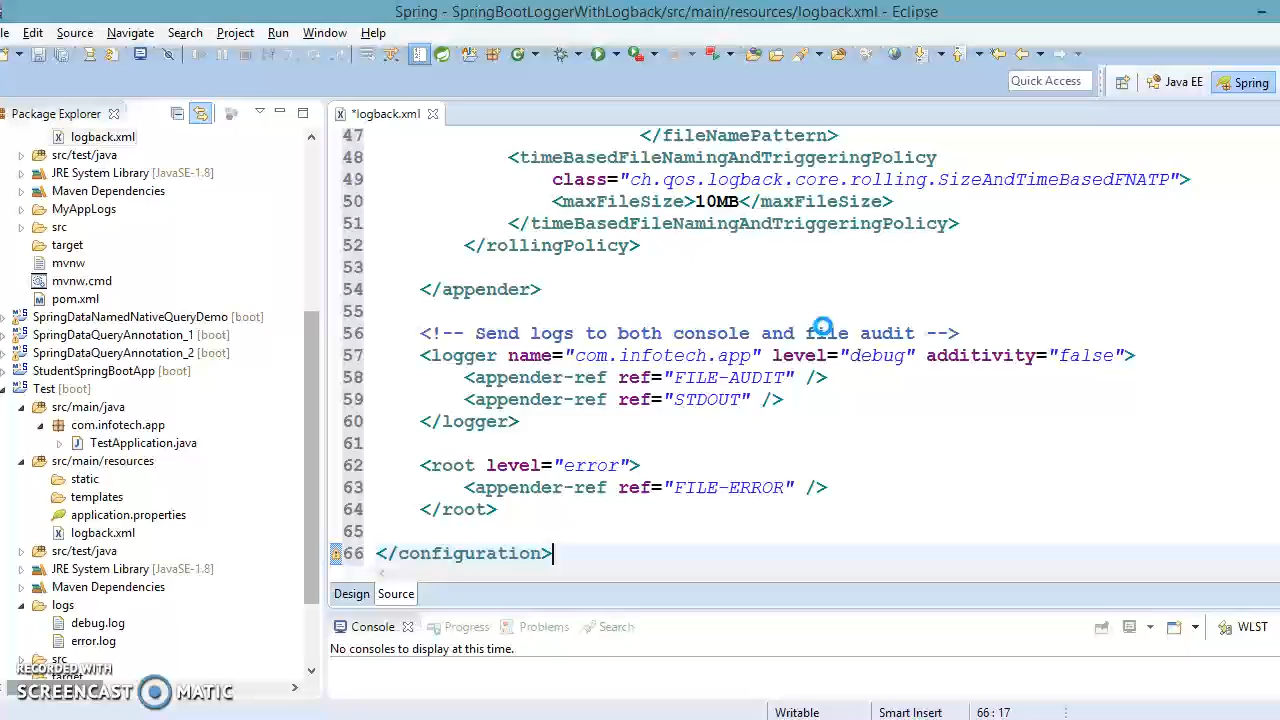 Spring - SpringBootLoggerWithLogback/src/main/resources/logback.xml - Eclipse
Edit Source Navigate Search Project Run Window Help
Quick Access
Java EE
Spring
Package Explorer
logback.xml
src/test/java
JRE System Library [JavaSE-1.8]
Maven Dependencies
MyAppLogs
src
target
mvnw
mvnw.cmd
pom.xml
SpringDataNamedNativeQueryDemo [boot]
SpringDataQueryAnnotation_1 [boot]
SpringDataQueryAnnotation_2 [boot]
StudentSpringBootApp [boot]
Test [boot]
src/main/java
com.infotech.app
TestApplication.java
src/main/resources
static
templates
application.properties
logback.xml
src/test/java
JRE System Library [JavaSE-1.8]
Maven Dependencies
logs
debug.log
error.log
src
target
RECORDED WITH
SCREENCAST MATIC
*logback.xml
47 </fileNamePattern>
48 <timeBasedFileNamingAndTriggeringPolicy
49 class="ch.qos.logback.core.rolling.SizeAndTimeBasedFNATP">
50 <maxFileSize>10MB</maxFileSize>
51 </timeBasedFileNamingAndTriggeringPolicy>
52 </rollingPolicy>
53
54 </appender>
55
56 <!-- Send logs to both console and file audit -->
57 <logger name="com.infotech.app" level="debug" additivity="false">
58 <appender-ref ref="FILE-AUDIT" />
59 <appender-ref ref="STDOUT" />
60 </logger>
61
62 <root level="error">
63 <appender-ref ref="FILE-ERROR" />
64 </root>
65
66 </configuration>
Design Source
Console Progress Problems Search
WLST
No consoles to display at this time.
Writable Smart Insert 66 : 17